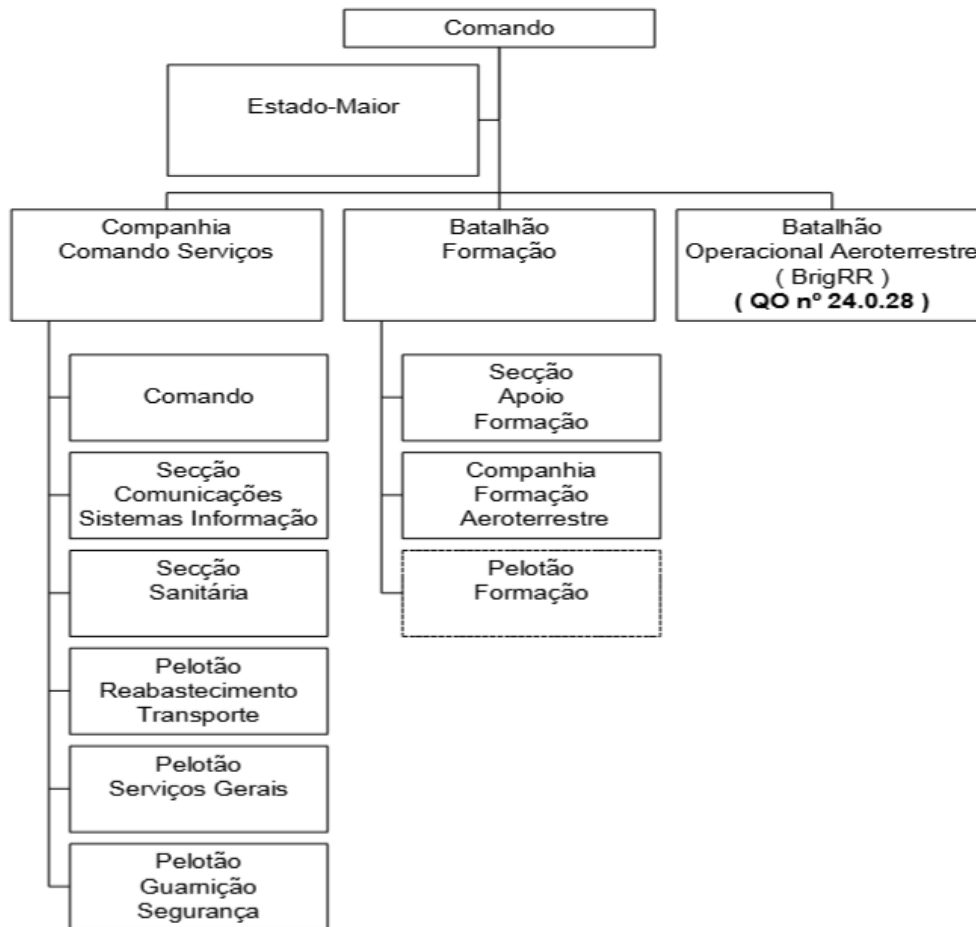 Comando
Estado-Maior
Companhia
Comando Serviços
Batalhão
Formação
Batalhão
Operacional Aeroterrestre
( BrigRR )
( QO nº 24.0.28 )
Comando
Secção
Comunicações
Sistemas Informação
Secção
Sanitária
Pelotão
Reabastecimento
Transporte
Pelotão
Serviços Gerais
Pelotão
Guarnição
Segurança
Secção
Apoio
Formação
Companhia
Formação
Aeroterrestre
Pelotão
Formação